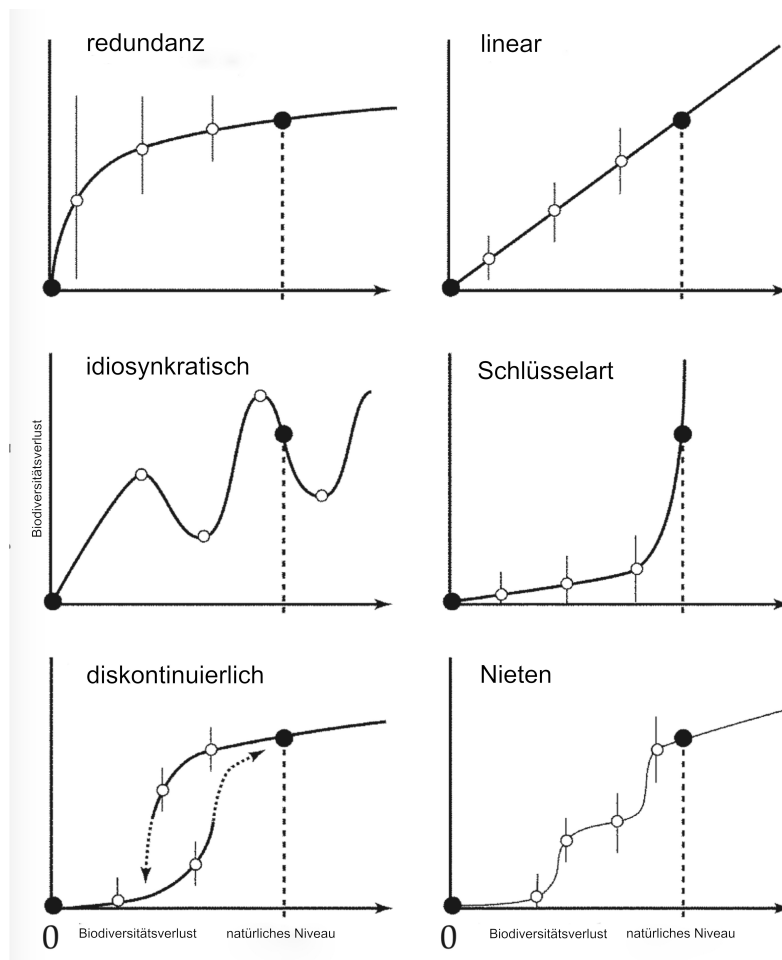 redundanz
linear
idiosynkratisch
Schlüsselart
Biodiversitätsverlust
diskontinuierlich
Nieten
0
Biodiversitätsverlust
natürliches Niveau
0
Biodiversitätsverlust
natürliches Niveau